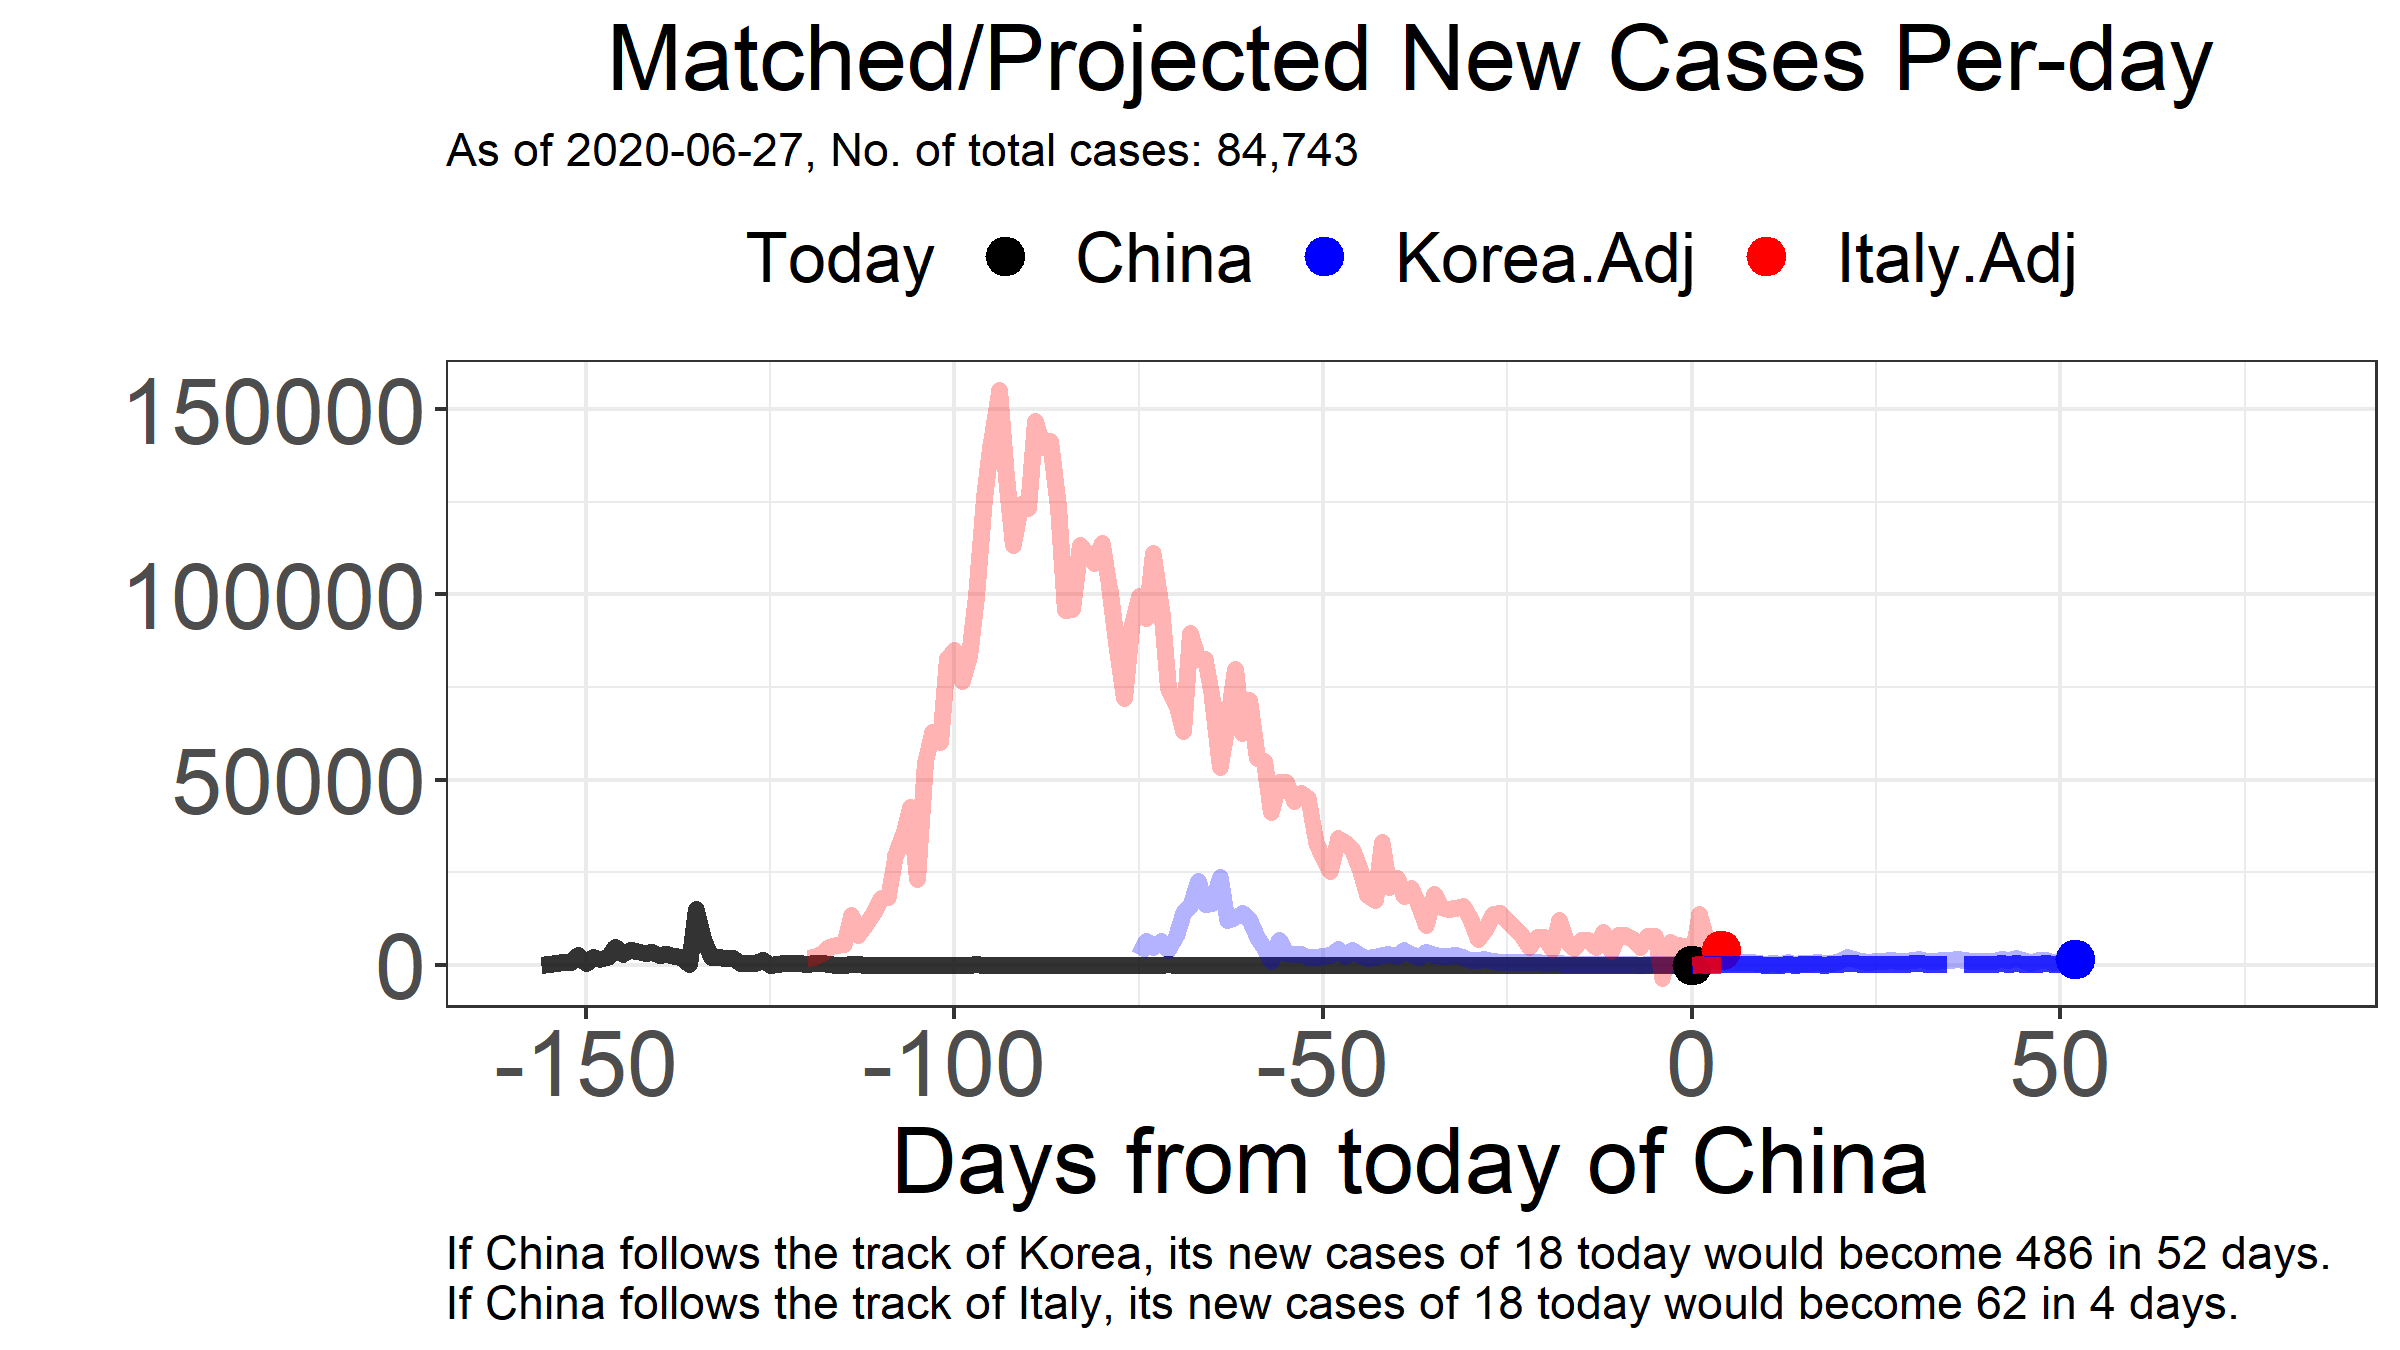 Matched/Projected New Cases Per-day
As of 2020-06-27, No. of total cases: 84,743
Today China Korea.Adj Italy.Adj
150000
100000
50000
0
-150 -100 -50 0 50
Days from today of China
If China follows the track of Korea, its new cases of 18 today would become 486 in 52 days.
If China follows the track of Italy, its new cases of 18 today would become 62 in 4 days.